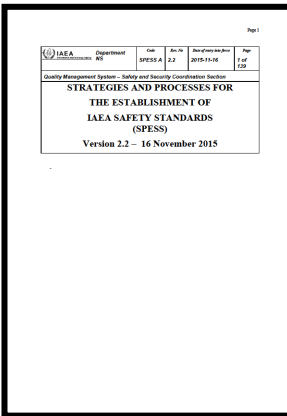 Page 1
IAEA
Department
NS
Code
SPESS A
Rev. No
2.2
Date of entry into force
2015-11-16
Page
1 of
139
Quality Management System – Safety and Security Coordination Section
STRATEGIES AND PROCESSES FOR
THE ESTABLISHMENT OF
IAEA SAFETY STANDARDS
(SPESS)
Version 2.2 – 16 November 2015